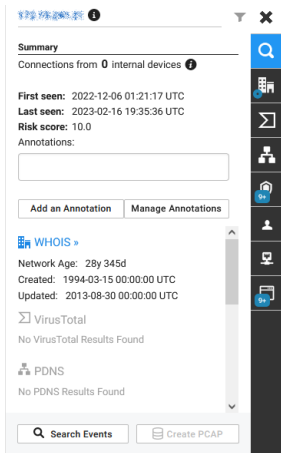 Summary
Connections from 0 internal devices
First seen: 2022-12-06 01:21:17 UTC
Last seen: 2023-02-16 19:35:36 UTC
Risk score: 10.0
Annotations:
Add an Annotation Manage Annotations
WHOIS »
Network Age: 28y 345d
Created: 1994-03-15 00:00:00 UTC
Updated: 2013-08-30 00:00:00 UTC
VirusTotal
No VirusTotal Results Found
PDNS
No PDNS Results Found
Search Events Create PCAP
9+
9+